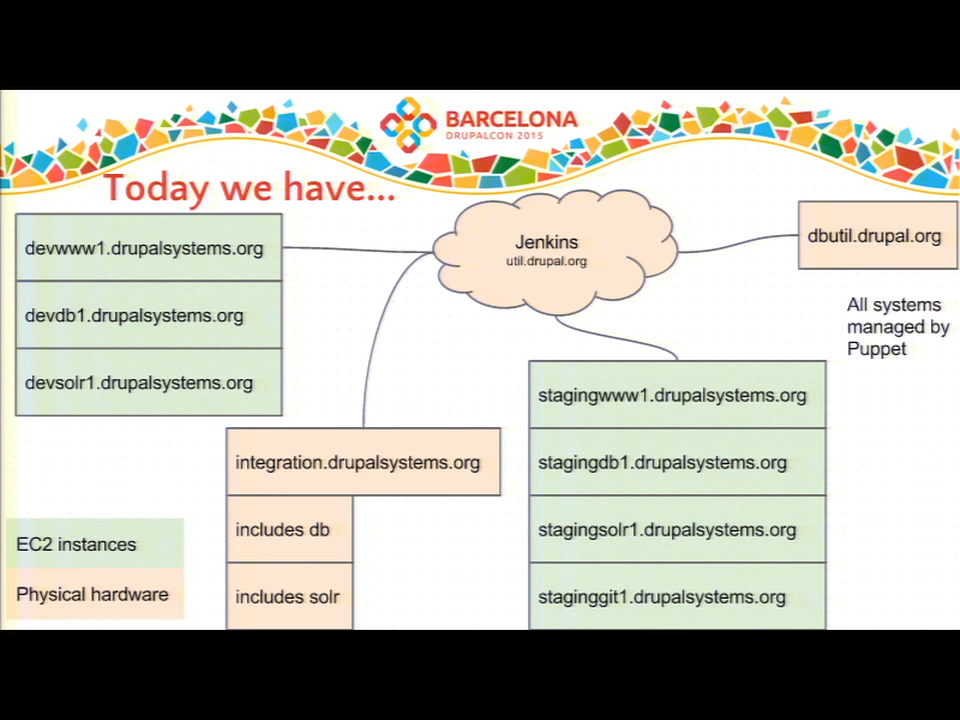 BARCELONA
DRUPALCON 2015
Today we have...
devwww1.drupalsystems.org
devdb1.drupalsystems.org
devsolr1.drupalsystems.org
Jenkins
util.drupal.org
dbutil.drupal.org
All systems
managed by
Puppet
integration.drupalsystems.org
includes db
includes solr
stagingwww1.drupalsystems.org
stagingdb1.drupalsystems.org
stagingsolr1.drupalsystems.org
staginggit1.drupalsystems.org
EC2 instances
Physical hardware